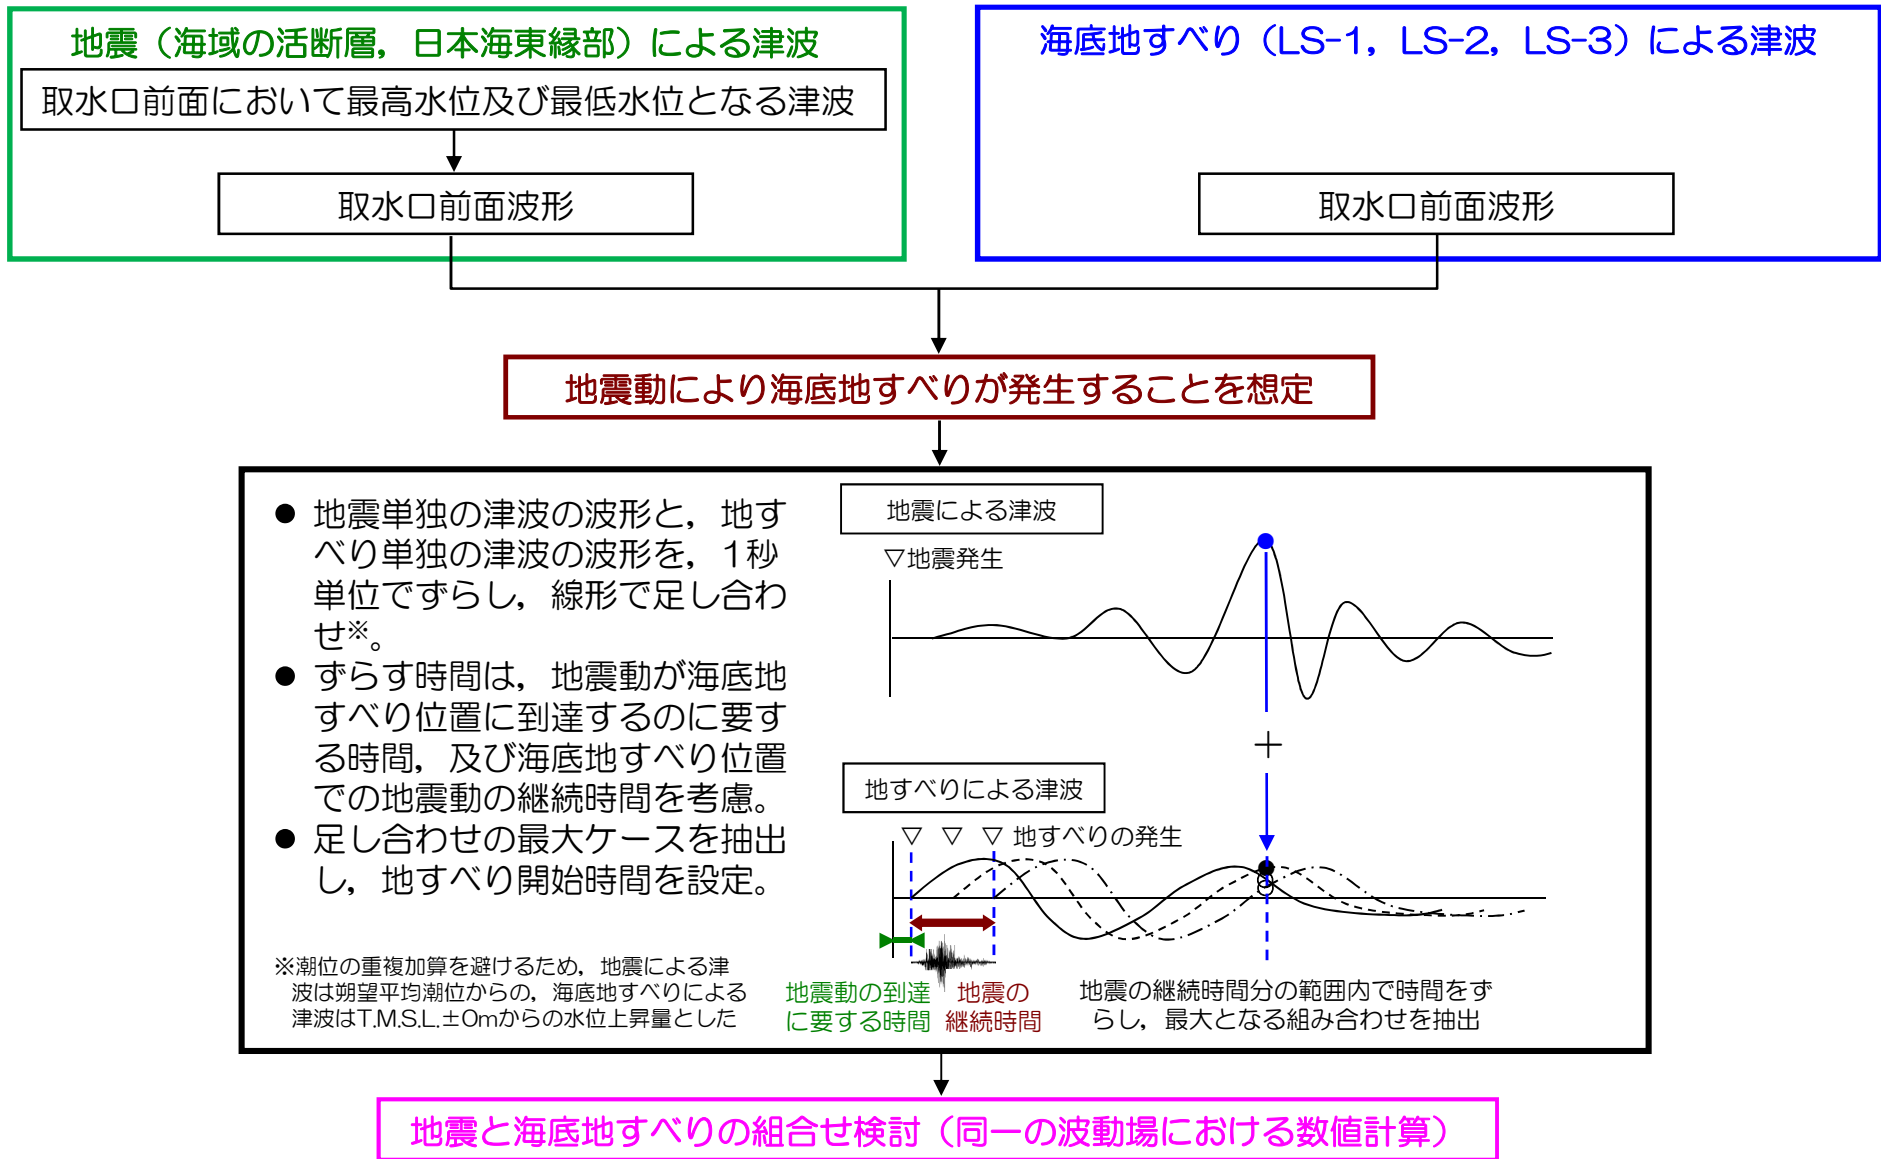 地震（海域の活断層，日本海東縁部）による津波
取水口前面において最高水位及び最低水位となる津波
取水口前面波形
海底地すべり（LS-1，LS-2，LS-3）による津波
取水口前面波形
地震動により海底地すべりが発生することを想定
● 地震単独の津波の波形と，地す
べり単独の津波の波形を，1秒
単位でずらし，線形で足し合わ
せ※。
● ずらす時間は，地震動が海底地
すべり位置に到達するのに要す
る時間，及び海底地すべり位置
での地震動の継続時間を考慮。
● 足し合わせの最大ケースを抽出
し，地すべり開始時間を設定。
※潮位の重複加算を避けるため，地震による津
波は朔望平均潮位からの，海底地すべりによる
津波はT.M.S.L.±0mからの水位上昇量とした
地震による津波
▽地震発生
＋
地すべりによる津波
▽ ▽ ▽ 地すべりの発生
地震動の到達
に要する時間
地震の
継続時間
地震の継続時間分の範囲内で時間をず
らし，最大となる組み合わせを抽出
地震と海底地すべりの組合せ検討（同一の波動場における数値計算）